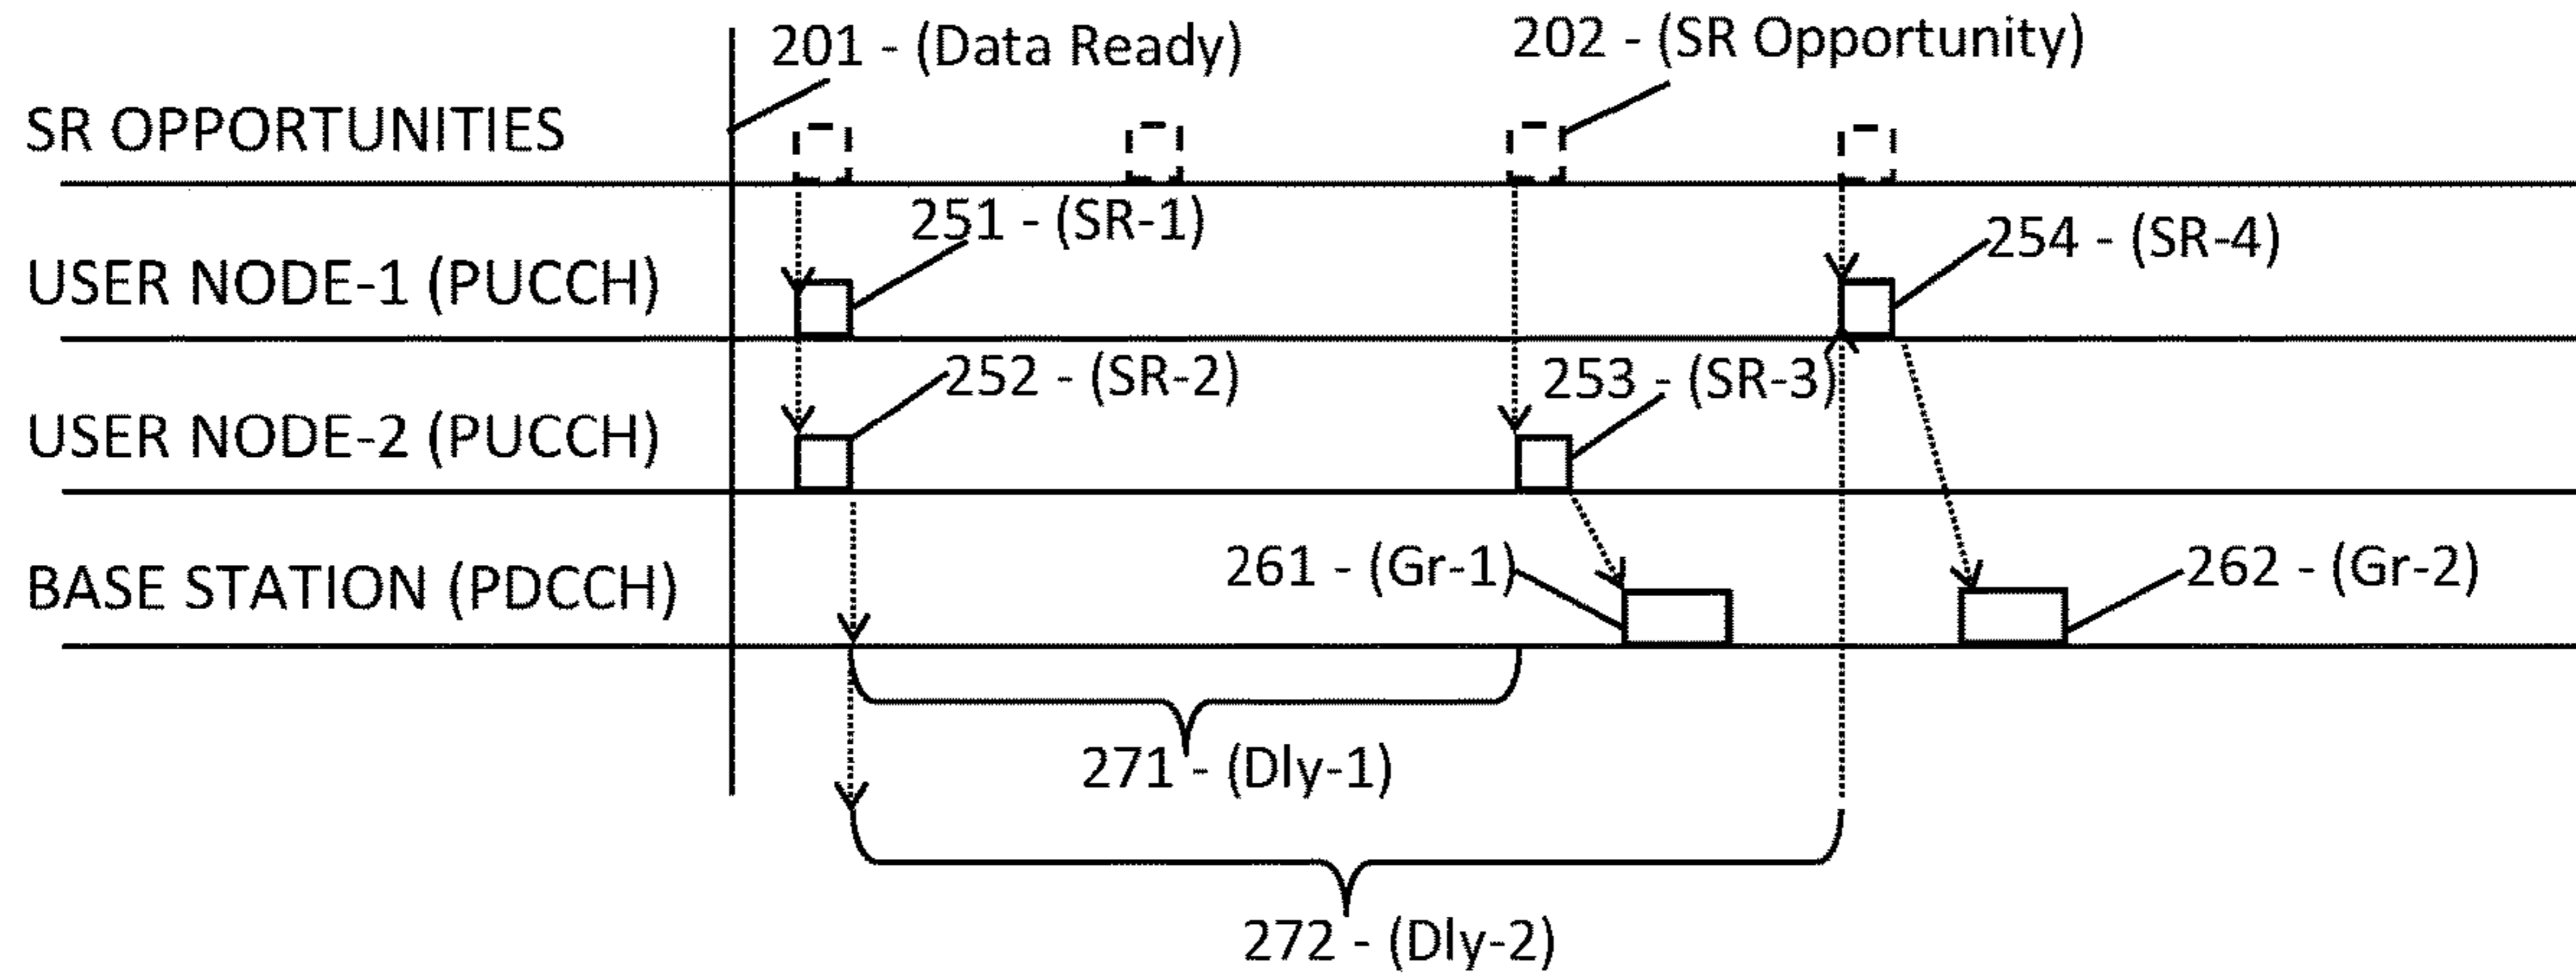 201 - (Data Ready)
202 - (SR Opportunity)
SR OPPORTUNITIES
251 - (SR-1)
254 - (SR-4)
USER NODE-1 (PUCCH)
252 - (SR-2)
253 - (SR-3)
USER NODE-2 (PUCCH)
261 - (Gr-1)
262 - (Gr-2)
BASE STATION (PDCCH)
271 - (Dly-1)
272 - (Dly-2)